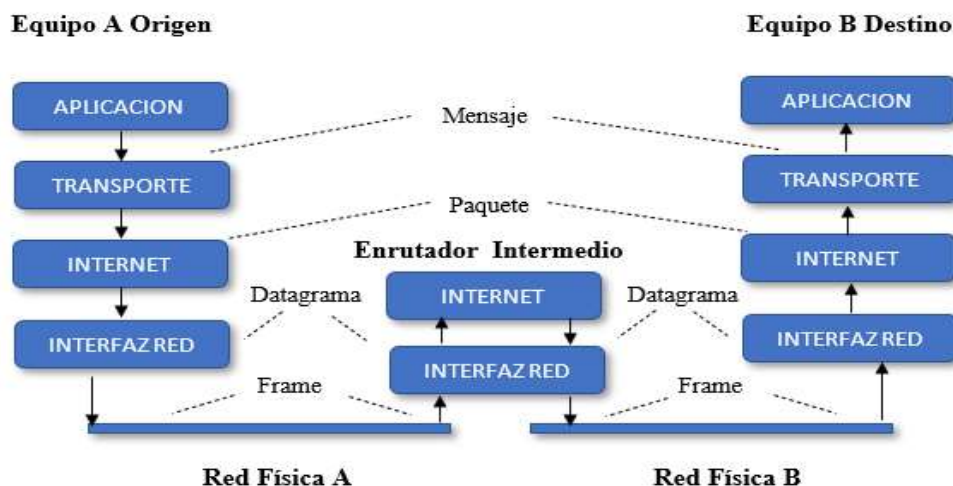 Equipo A Origen
Equipo B Destino
APLICACION
APLICACION
Mensaje
TRANSPORTE
TRANSPORTE
Paquete
INTERNET
Enrutador Intermedio
INTERNET
Datagrama
INTERNET
Datagrama
INTERFAZ RED
INTERFAZ RED
INTERFAZ RED
Frame
Frame
Red Física A
Red Física B